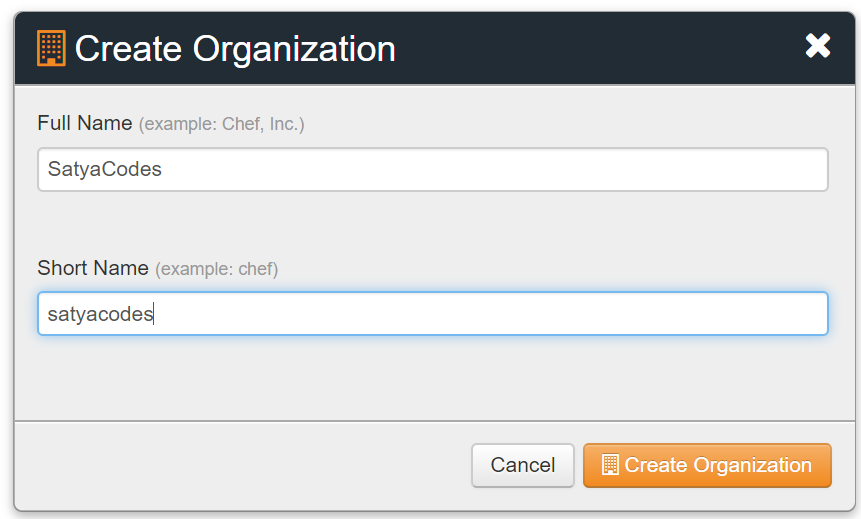 Create Organization
Full Name (example: Chef, Inc.)
SatyaCodes
Short Name (example: chef)
satyacodes
Cancel Create Organization